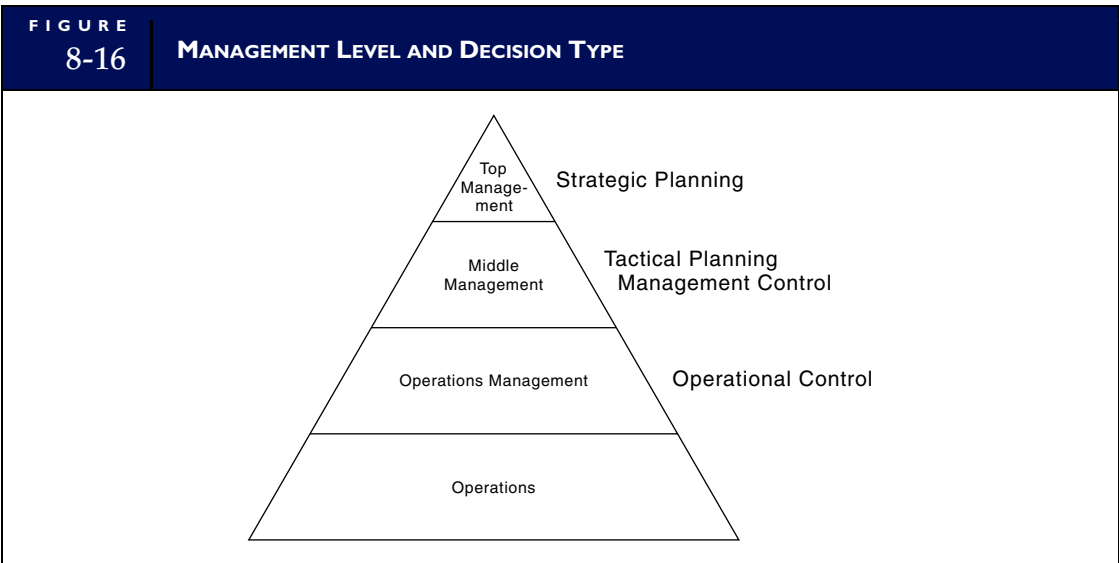 FIGURE
8-16
MANAGEMENT LEVEL AND DECISION TYPE
Top
Manage-
ment
Strategic Planning
Middle
Management
Tactical Planning
Management Control
Operations Management
Operational Control
Operations